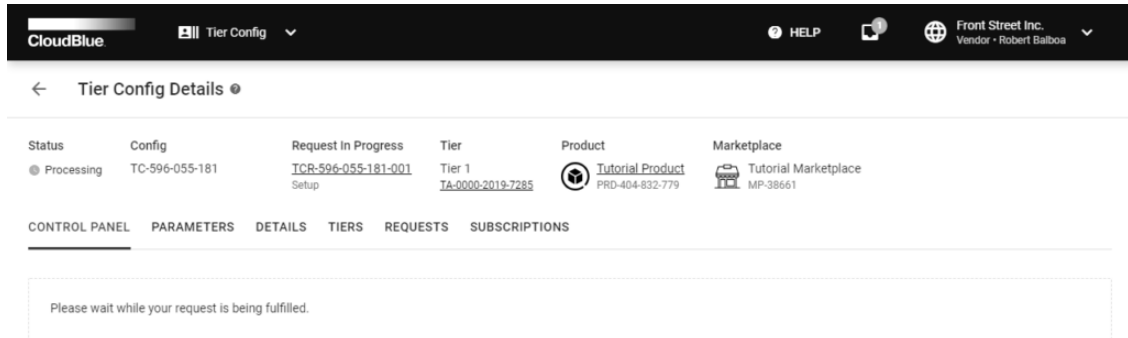 CloudBlue.
Tier Config
HELP
1
Front Street Inc.
Vendor • Robert Balboa
Tier Config Details
Status
Config
Request In Progress
Tier
Product
Marketplace
Processing
TC-596-055-181
TCR-596-055-181-001
Setup
Tier 1
TA-0000-2019-7285
Tutorial Product
PRD-404-832-779
Tutorial Marketplace
MP-38661
CONTROL PANEL
PARAMETERS
DETAILS
TIERS
REQUESTS
SUBSCRIPTIONS
Please wait while your request is being fulfilled.